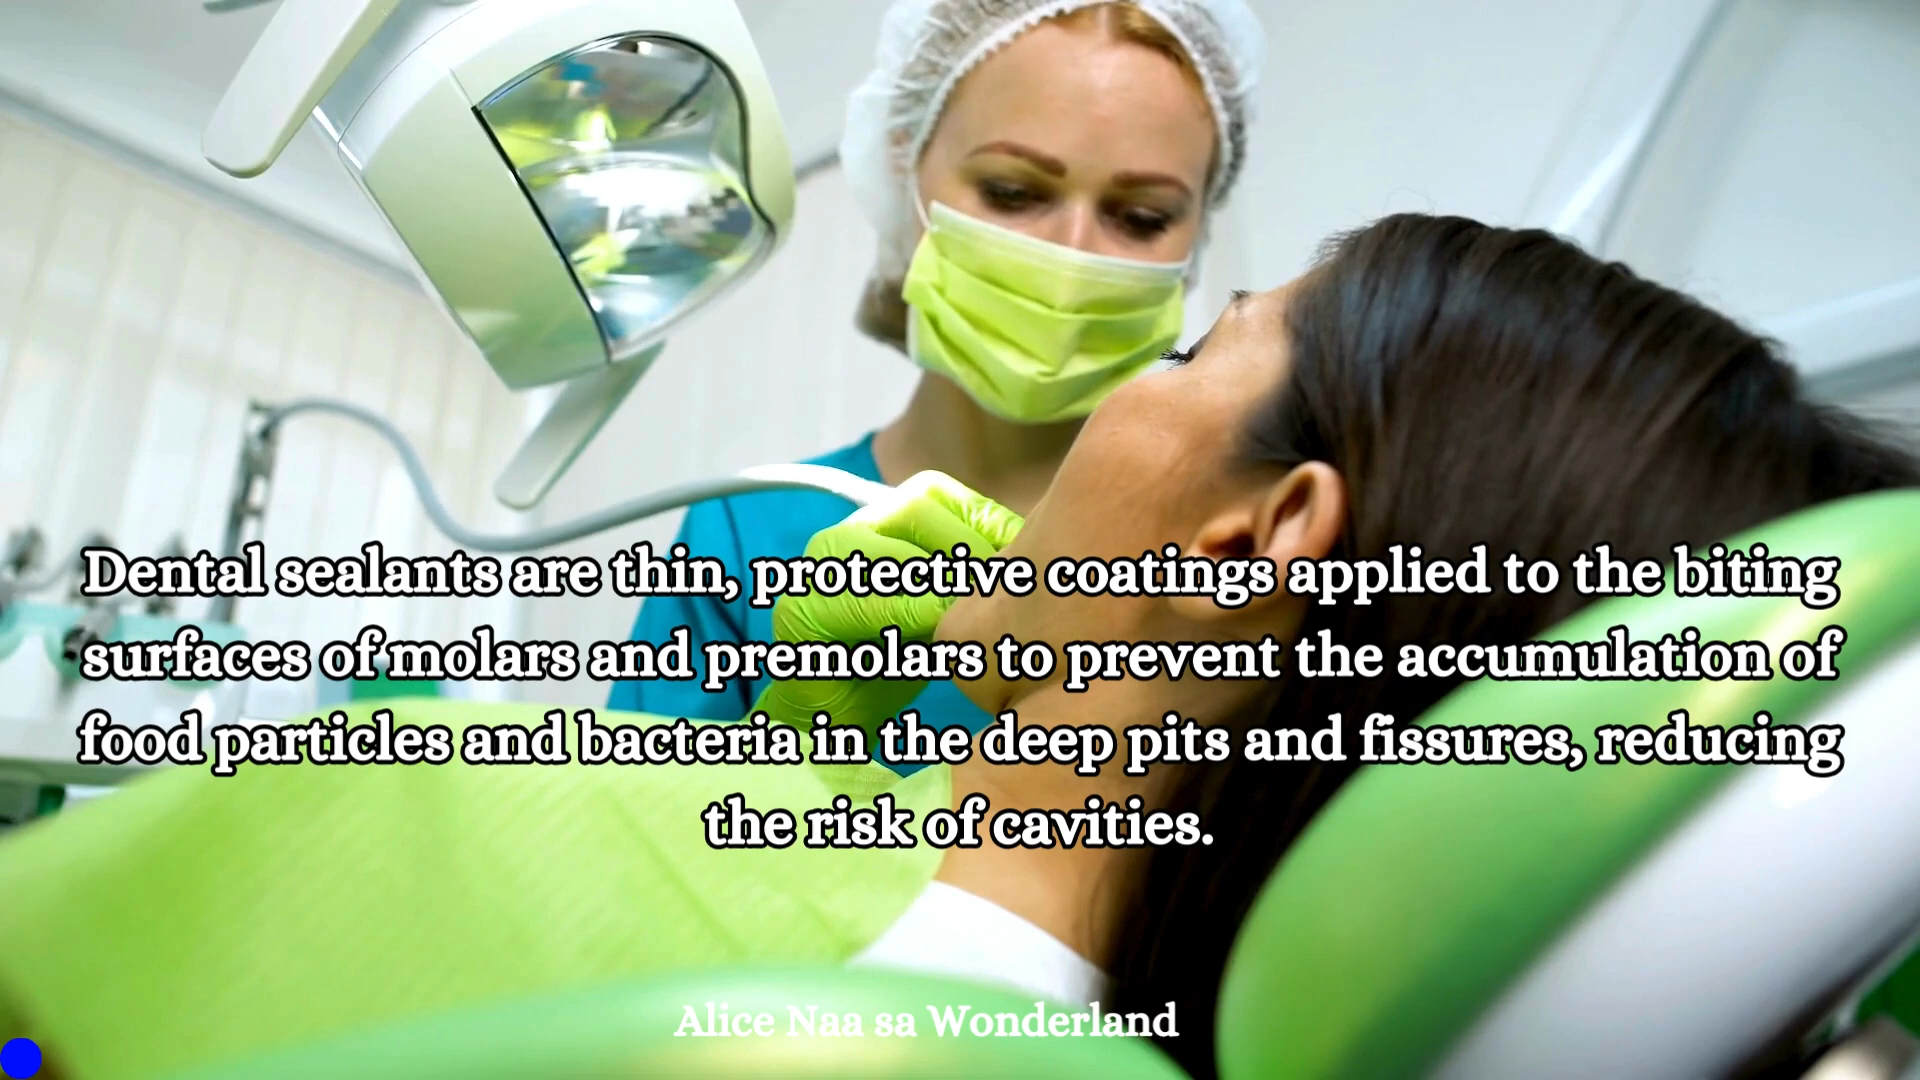 Dental sealants are thin, protective coatings applied to the biting
surfaces of molars and premolars to prevent the accumulation of
food particles and bacteria in the deep pits and fissures, reducing
the risk of cavities.
Alice Naa sa Wonderland